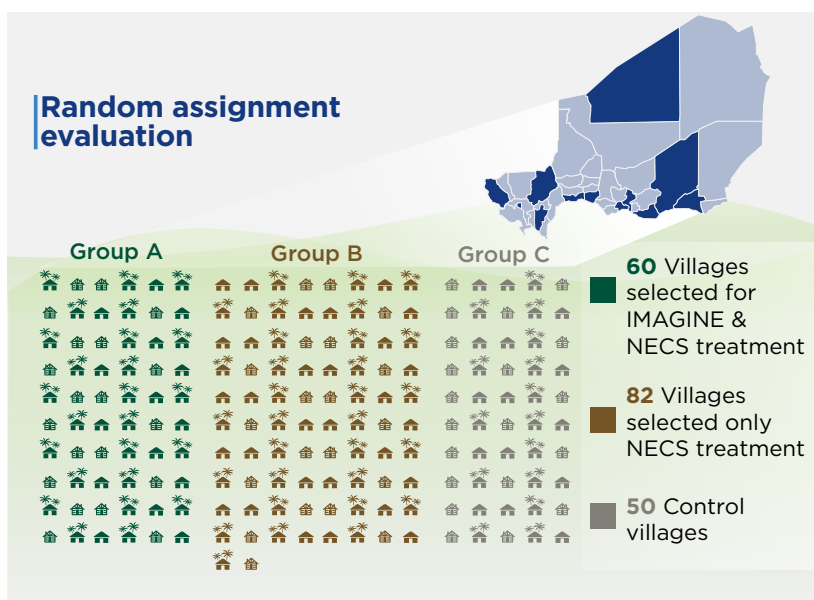 Random assignment
evaluation
Group A
Group B
Group C
60 Villages
selected for
IMAGINE &
NECS treatment
82 Villages
selected only
NECS treatment
50 Control
villages